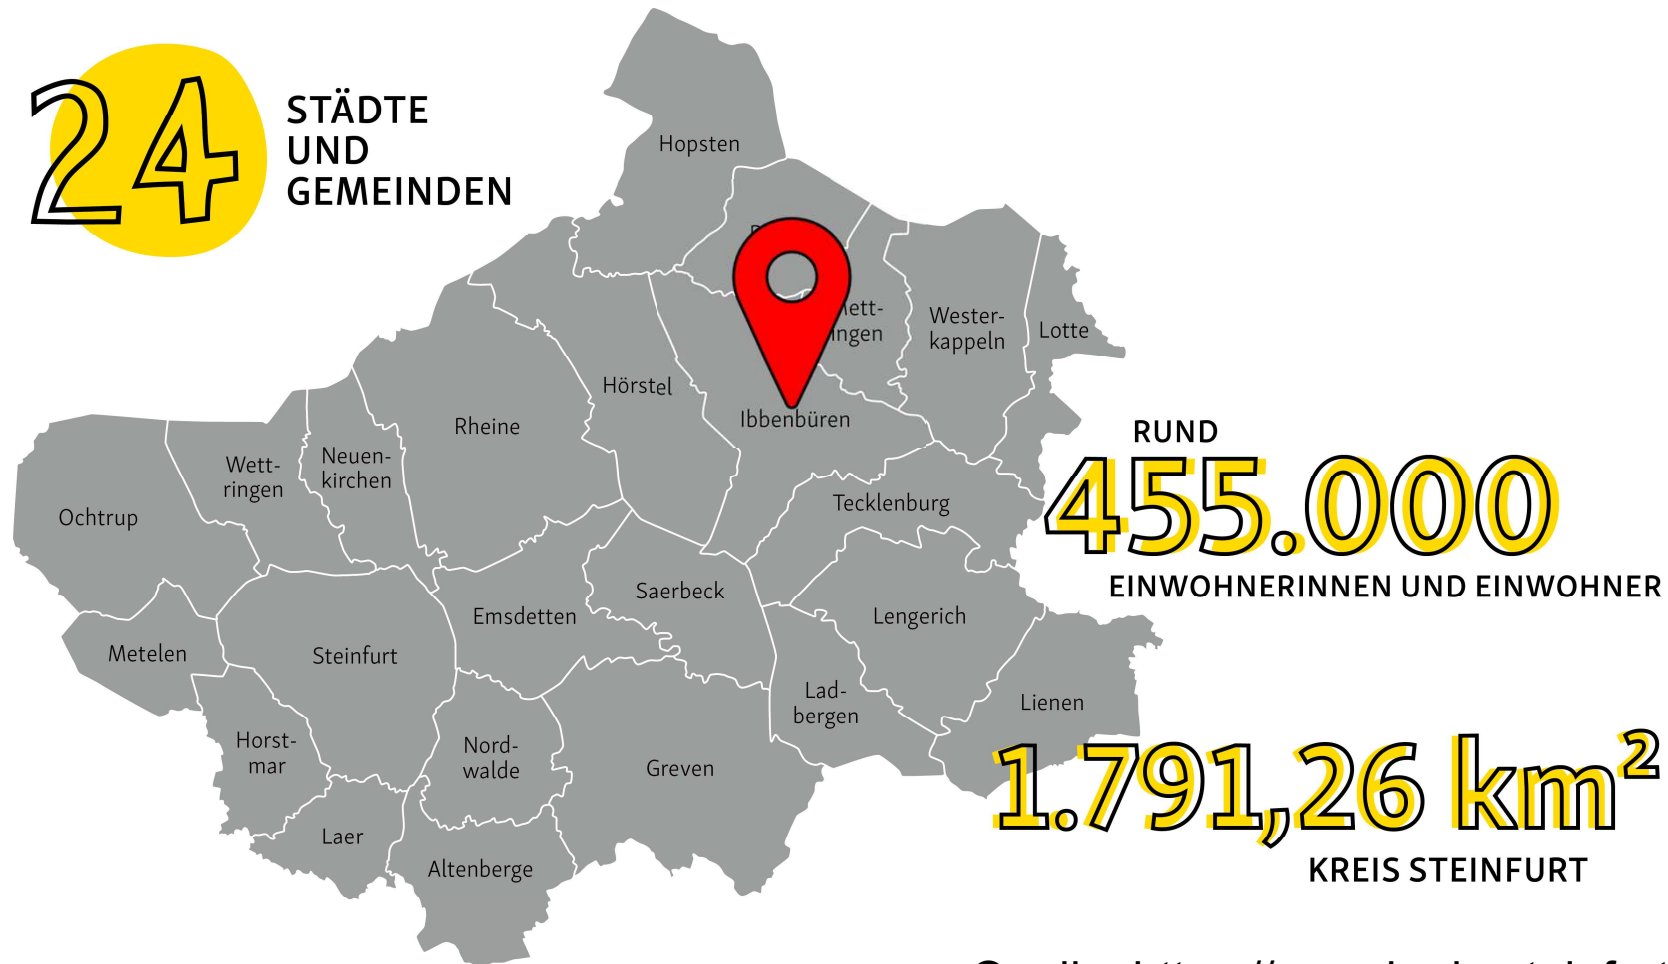 24
STÄDTE
UND
GEMEINDEN
Hopsten
ingen
Wester-
kappeln
Lotte
Hörstel
Ibbenbüren
Rheine
Neuen-
kirchen
Wett-
ringen
Ochtrup
Tecklenburg
RUND
455.000
EINWOHNERINNEN UND EINWOHNER
Saerbeck
Emsdetten
Lengerich
Metelen
Steinfurt
Lad-
bergen
Lienen
Horst-
mar
Nord-
walde
Greven
1.791,26 km²
KREIS STEINFURT
Laer
Altenberge